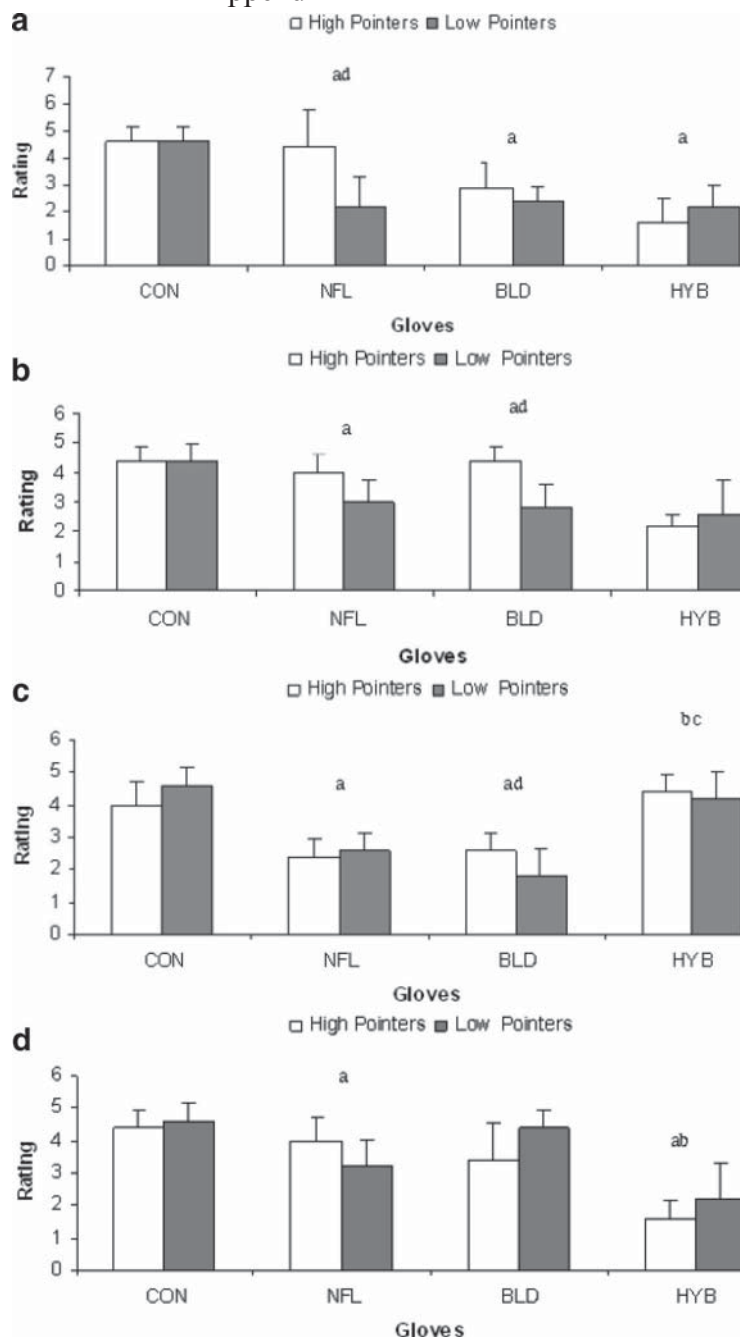 a
□ High Pointers ■ Low Pointers
ad
a
a
7
6
5
4
3
2
1
0
Rating
CON NFL BLD HYB
Gloves
b
□ High Pointers ■ Low Pointers
a
ad
6
5
4
3
2
1
0
Rating
CON NFL BLD HYB
Gloves
c
□ High Pointers ■ Low Pointers
bc
a
ad
6
5
4
3
2
1
0
Rating
CON NFL BLD HYB
Gloves
d
□ High Pointers ■ Low Pointers
a
ab
6
5
4
3
2
1
0
Rating
CON NFL BLD HYB
Gloves